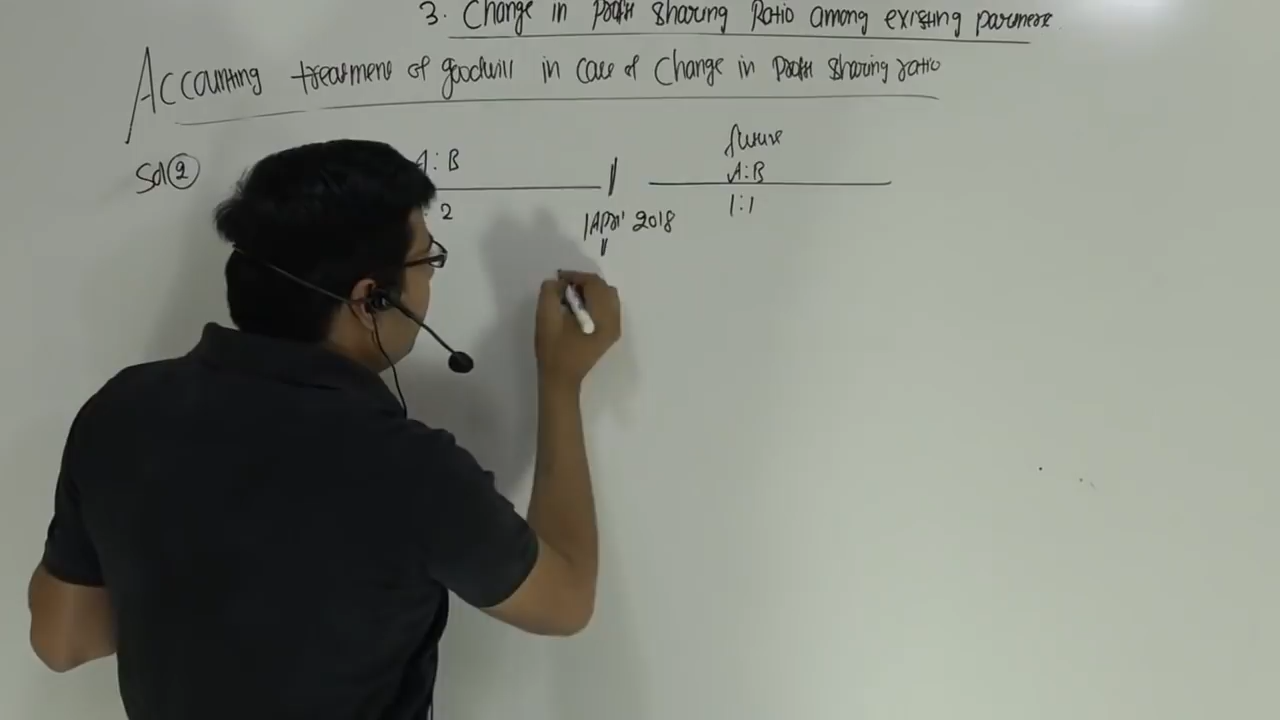 3. Change in Profit Sharing Ratio among existing partners
Accounting treatment of goodwill in case of Change in Profit sharing ratio
Sol ②
A : B
: 2
1 April 2018
future
A : B
1 : 1